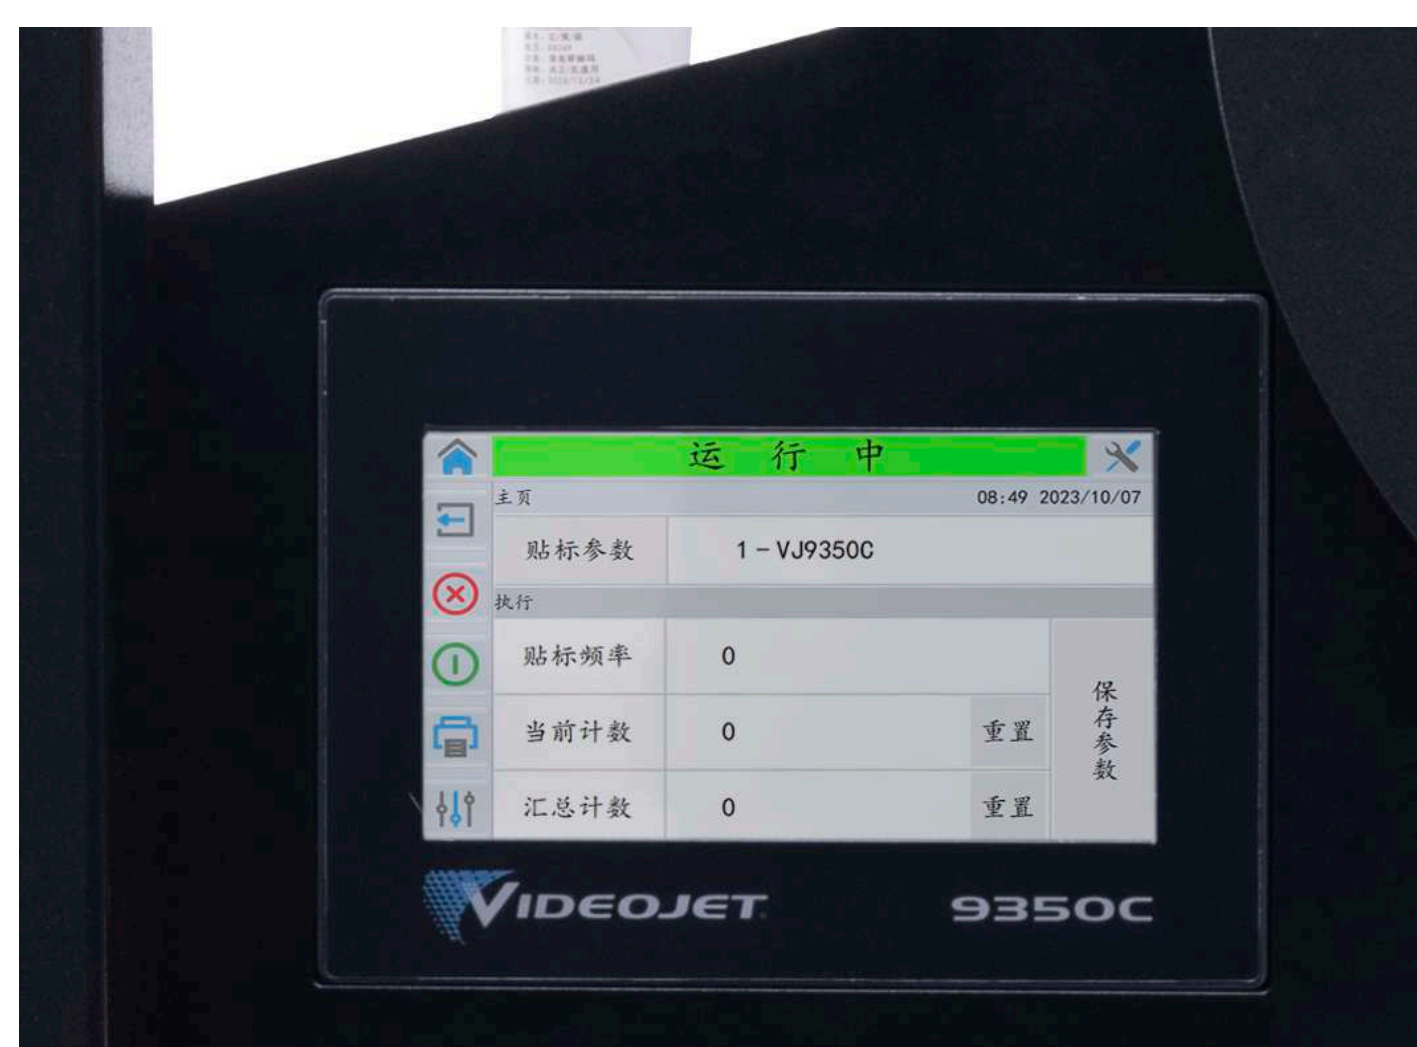 运行中
主页
08:49 2023/10/07
贴标参数
1-VJ9350C
执行
贴标频率
0
当前计数
0
重置
汇总计数
0
重置
保存参数
VIDEOJET
9350C